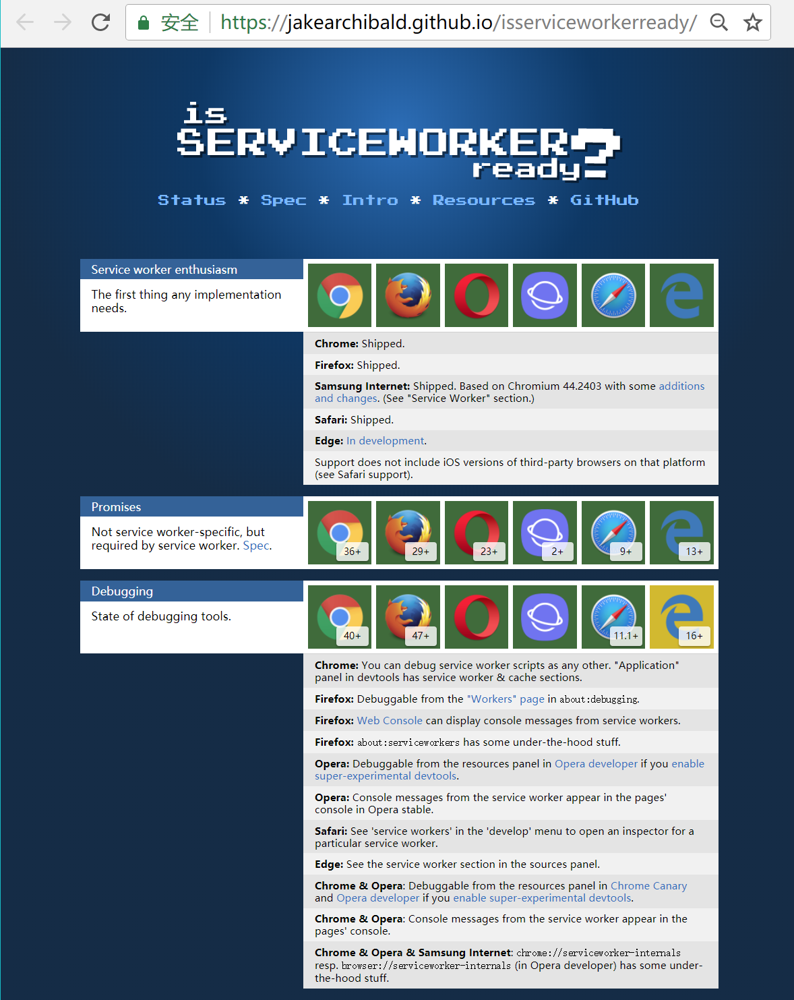 安全 https://jakearchibald.github.io/isserviceworkerready/
is
SERVICEWORKER?
ready
Status * Spec * Intro * Resources * GitHub
Service worker enthusiasm
The first thing any implementation
needs.
Chrome: Shipped.
Firefox: Shipped.
Samsung Internet: Shipped. Based on Chromium 44.2403 with some additions
and changes. (See "Service Worker" section.)
Safari: Shipped.
Edge: In development.
Support does not include iOS versions of third-party browsers on that platform
(see Safari support).
Promises
Not service worker-specific, but
required by service worker. Spec.
36+ 29+ 23+ 2+ 9+ 13+
Debugging
State of debugging tools.
40+ 47+ 11.1+ 16+
Chrome: You can debug service worker scripts as any other. "Application"
panel in devtools has service worker & cache sections.
Firefox: Debuggable from the "Workers" page in about:debugging.
Firefox: Web Console can display console messages from service workers.
Firefox: about:serviceworkers has some under-the-hood stuff.
Opera: Debuggable from the resources panel in Opera developer if you enable
super-experimental devtools.
Opera: Console messages from the service worker appear in the pages'
console in Opera stable.
Safari: See 'service workers' in the 'develop' menu to open an inspector for a
particular service worker.
Edge: See the service worker section in the sources panel.
Chrome & Opera: Debuggable from the resources panel in Chrome Canary
and Opera developer if you enable super-experimental devtools.
Chrome & Opera: Console messages from the service worker appear in the
pages' console.
Chrome & Opera & Samsung Internet: chrome://serviceworker-internals
resp. browser://serviceworker-internals (in Opera developer) has some under-
the-hood stuff.